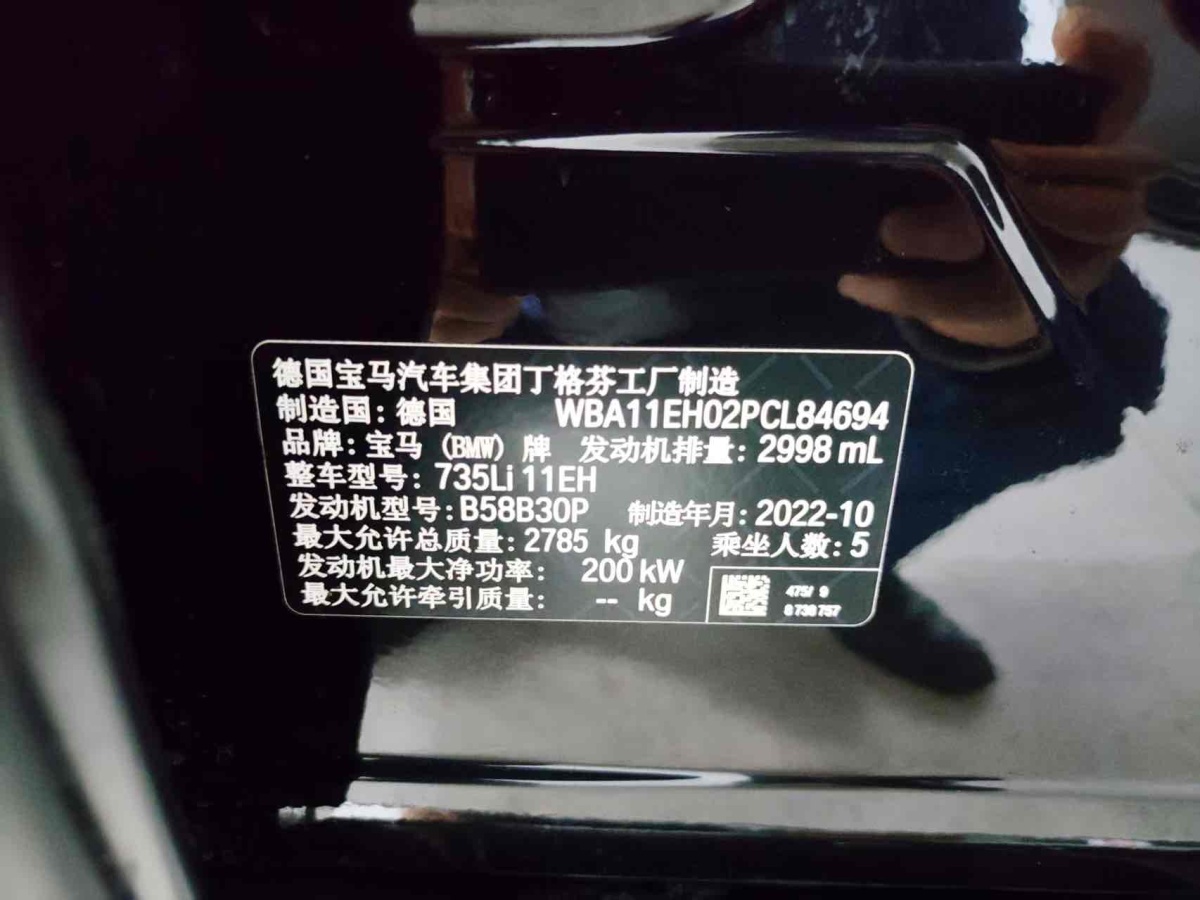 德国宝马汽车集团丁格芬工厂制造
制造国：德国 WBA11EH02PCL84694
品牌：宝马（BMW）牌 发动机排量：2998 mL
整车型号：735Li 11EH
发动机型号：B58B30P 制造年月：2022-10
最大允许总质量：2785 kg 乘坐人数：5
发动机最大净功率： 200 kW
最大允许牵引质量： -- kg
475/ 9
8738757